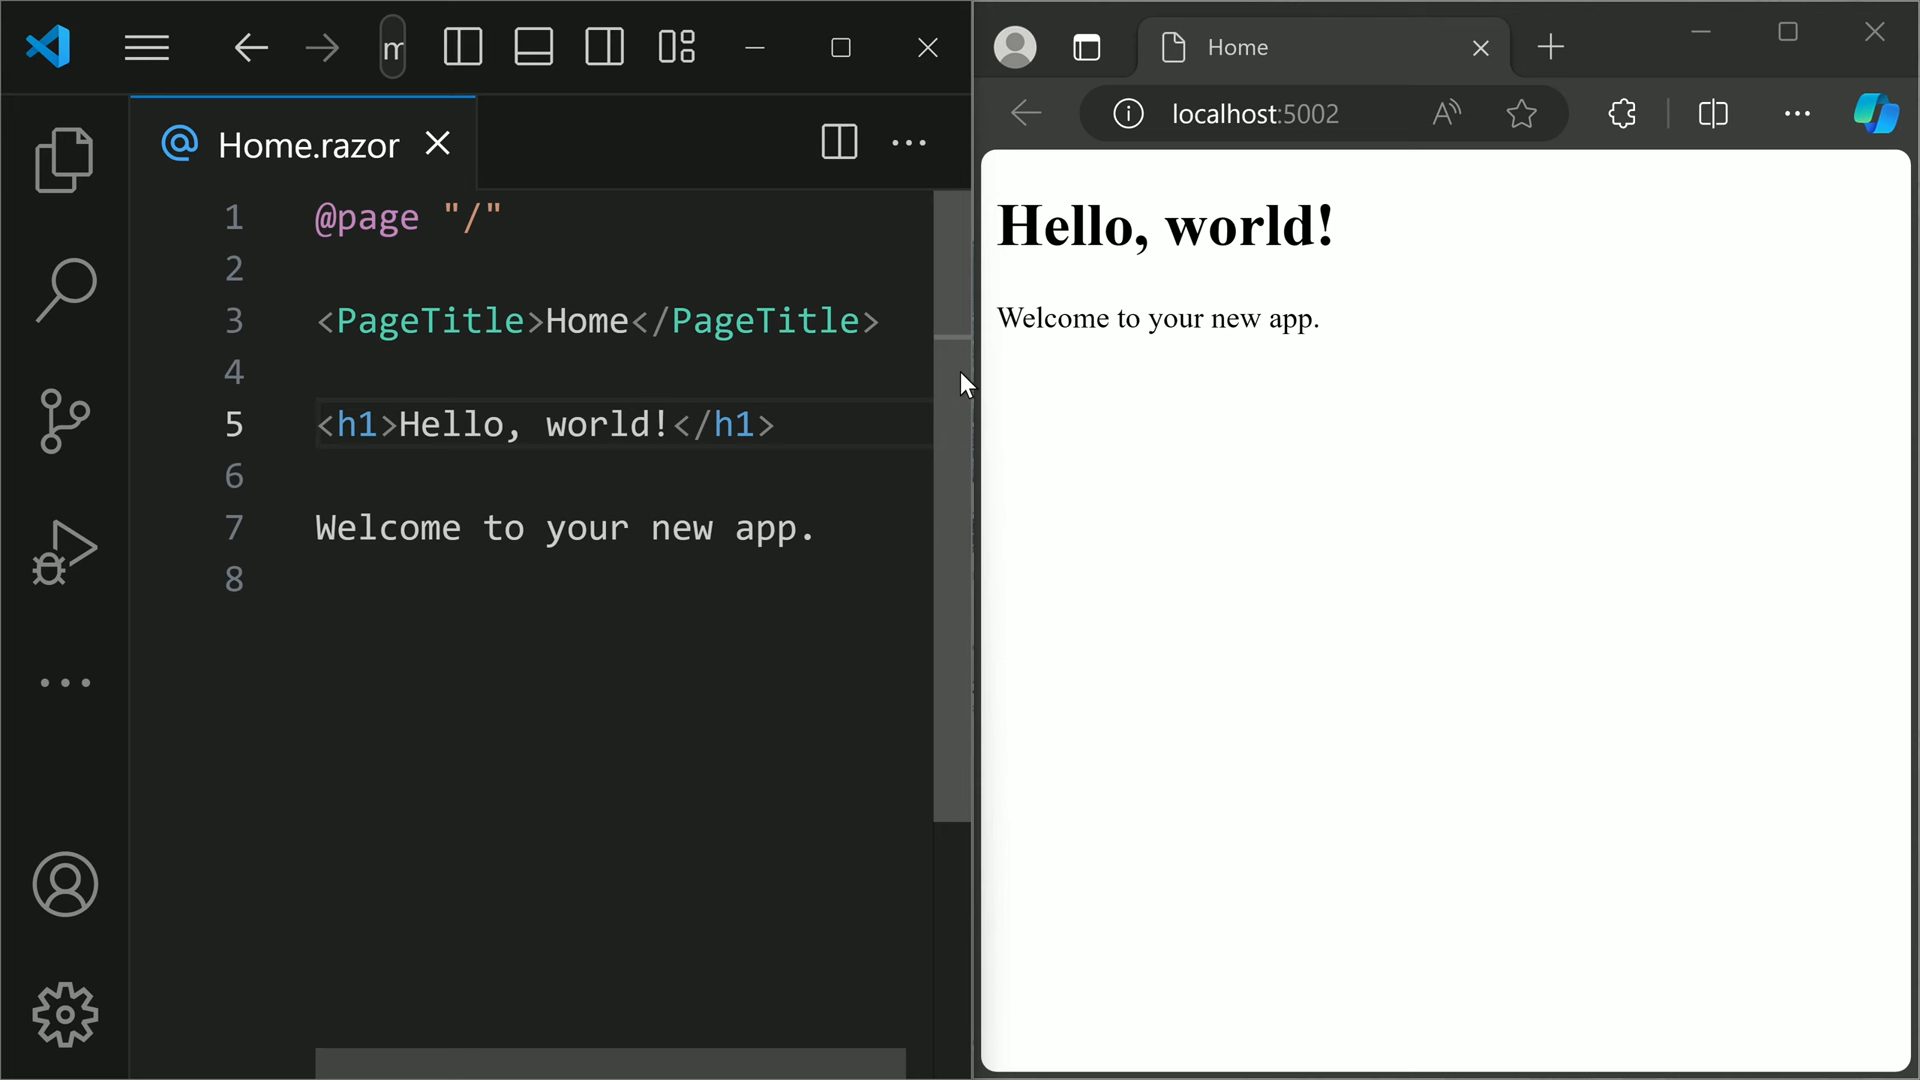 m
Home.razor
1 @page "/"
2
3 <PageTitle>Home</PageTitle>
4
5 <h1>Hello, world!</h1>
6
7 Welcome to your new app.
8
Home
localhost:5002
Hello, world!
Welcome to your new app.